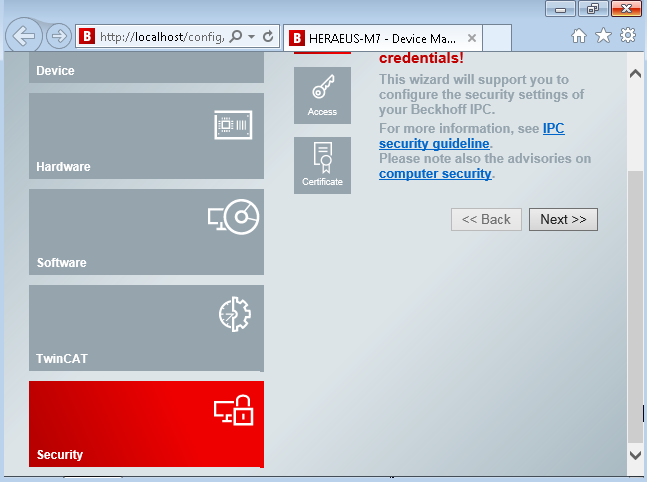 http://localhost/config,
HERAEUS-M7 - Device Ma...
Device
Hardware
Software
TwinCAT
Security
Access
Certificate
credentials!
This wizard will support you to
configure the security settings of
your Beckhoff IPC.
For more information, see IPC
security guideline.
Please note also the advisories on
computer security.
<< Back
Next >>